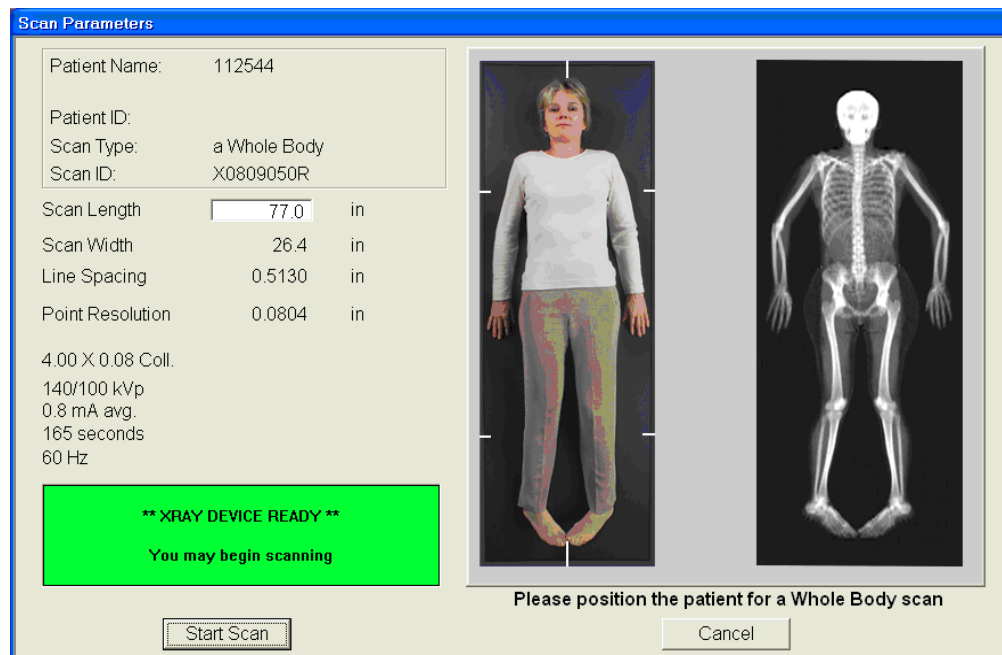 Scan Parameters
Patient Name: 112544
Patient ID:
Scan Type: a Whole Body
Scan ID: X0809050R
Scan Length 77.0 in
Scan Width 26.4 in
Line Spacing 0.5130 in
Point Resolution 0.0804 in
4.00 X 0.08 Coll.
140/100 kVp
0.8 mA avg.
165 seconds
60 Hz
** XRAY DEVICE READY **
You may begin scanning
Please position the patient for a Whole Body scan
Start Scan Cancel